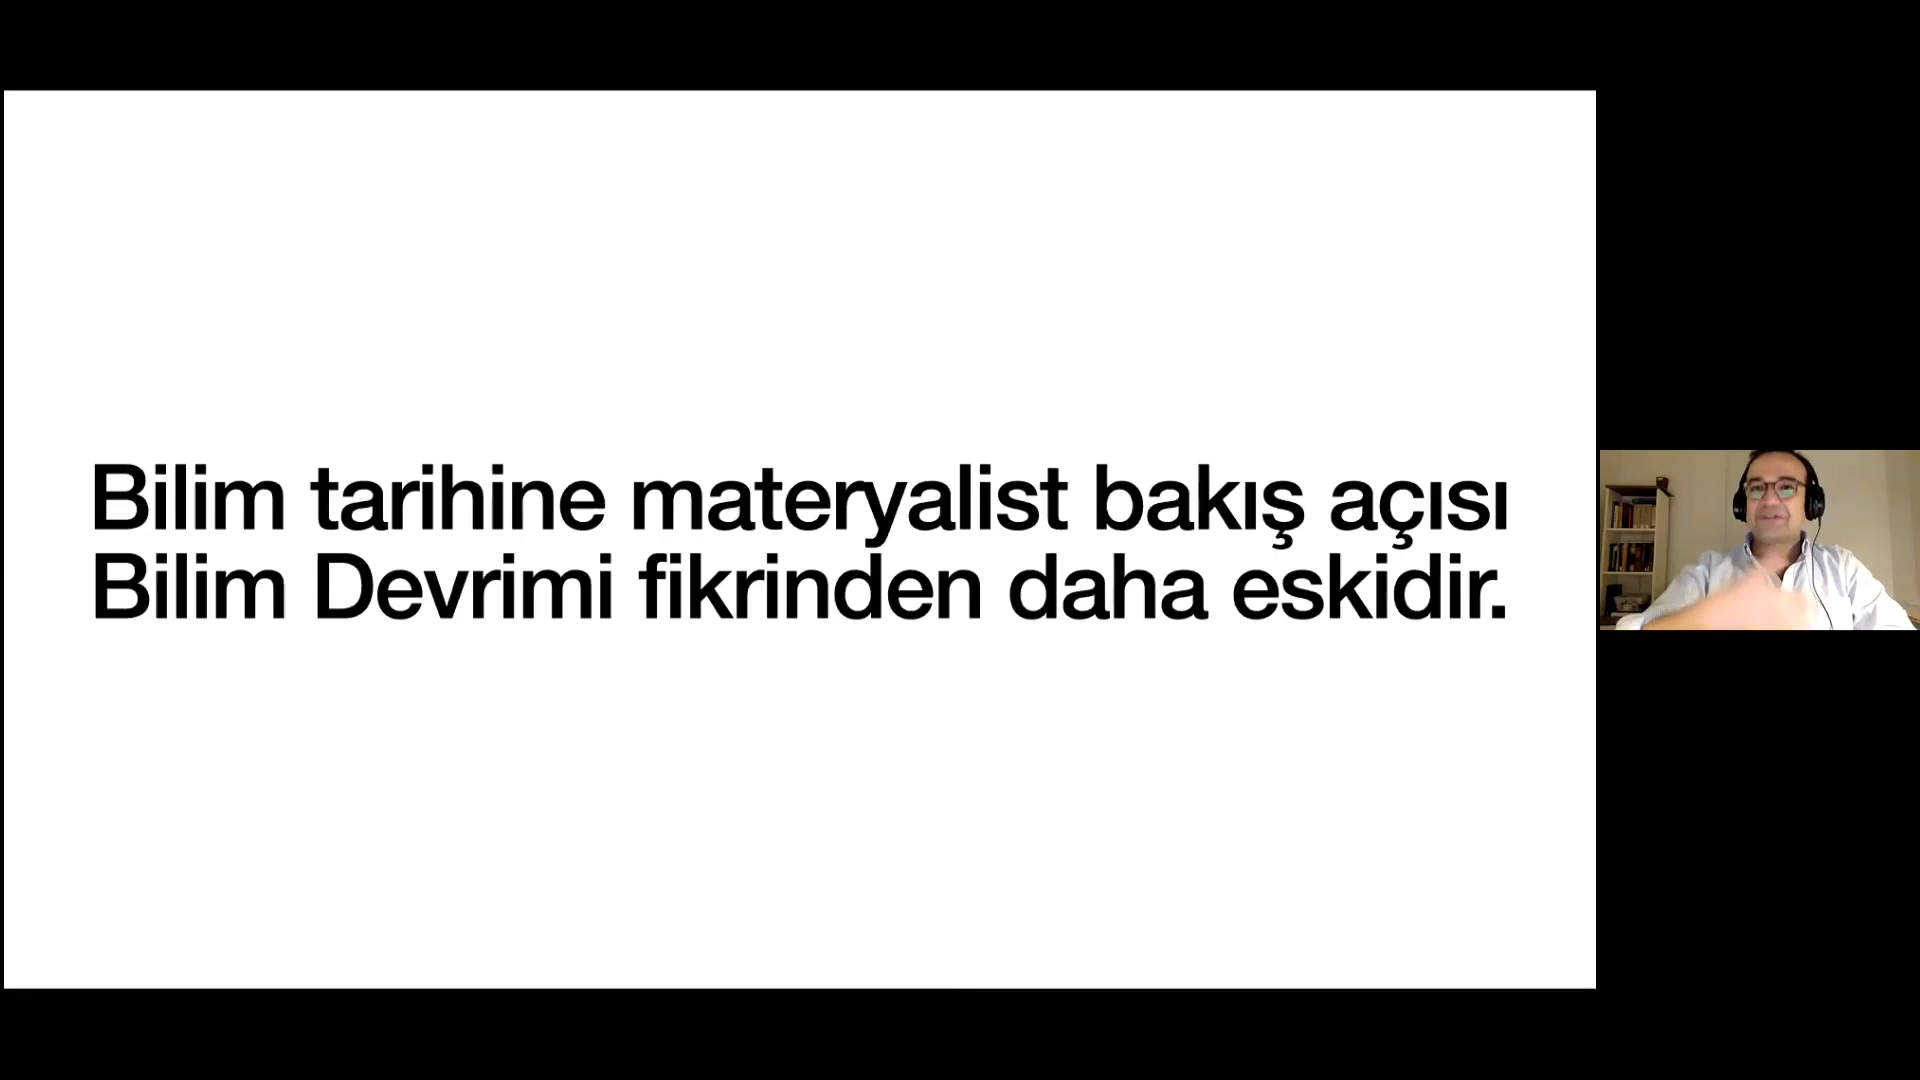 Bilim tarihine materyalist bakış açısı
Bilim Devrimi fikrinden daha eskidir.